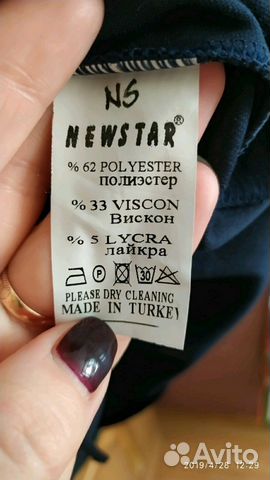 NS
NEWSTAR®
% 62 POLYESTER
полиэстер
% 33 VISCON
Вискон
% 5 LYCRA
лайкра
P 30
PLEASE DRY CLEANING
MADE IN TURKEY
Avito
2019/4/28 12:29